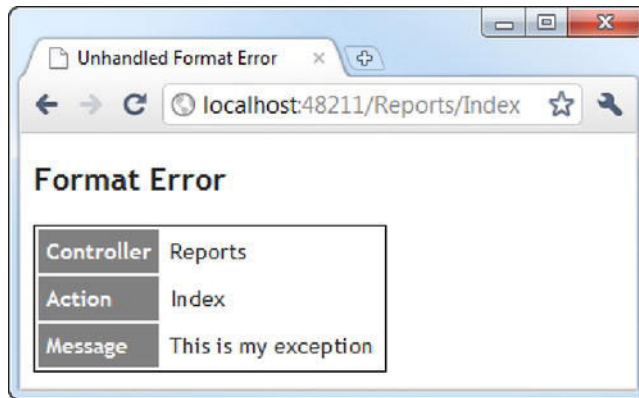 Unhandled Format Error
localhost:48211/Reports/Index
Format Error
Controller Reports
Action Index
Message This is my exception